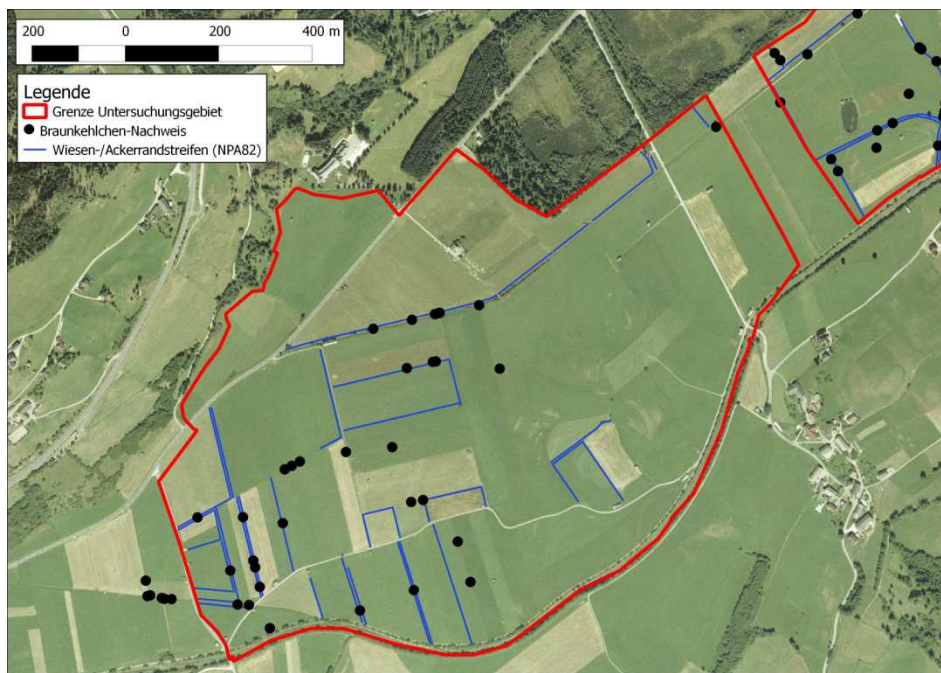 200 0 200 400 m
Legende
Grenze Untersuchungsgebiet
Braunkehlchen-Nachweis
Wiesen-/Ackerrandstreifen (NPA82)